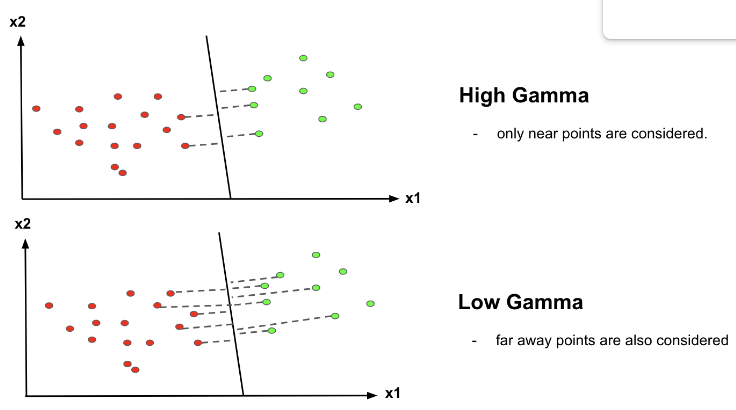 x2
High Gamma
- only near points are considered.
x1
x2
Low Gamma
- far away points are also considered
x1